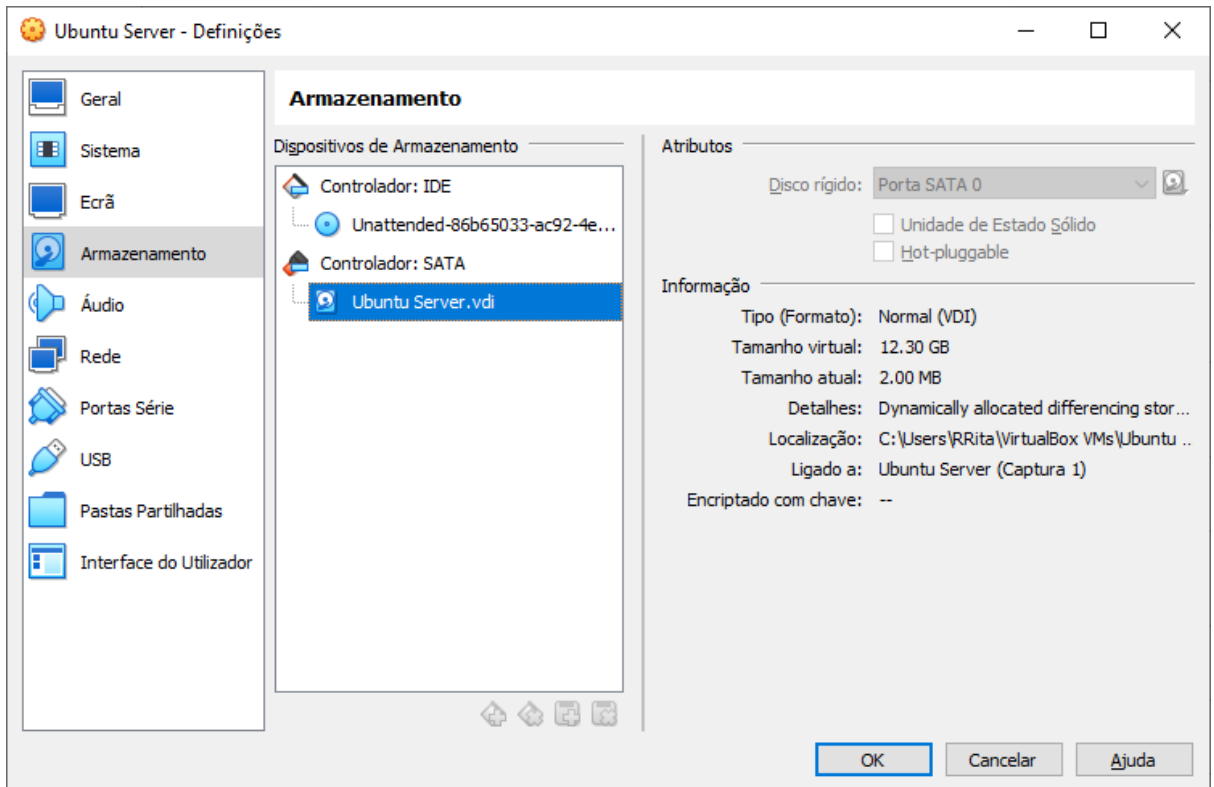 Ubuntu Server - Definições
Geral
Sistema
Ecrã
Armazenamento
Áudio
Rede
Portas Série
USB
Pastas Partilhadas
Interface do Utilizador
Armazenamento
Dispositivos de Armazenamento
Controlador: IDE
Unattended-86b65033-ac92-4e...
Controlador: SATA
Ubuntu Server.vdi
Atributos
Disco rígido: Porta SATA 0
Unidade de Estado Sólido
Hot-pluggable
Informação
Tipo (Formato): Normal (VDI)
Tamanho virtual: 12.30 GB
Tamanho atual: 2.00 MB
Detalhes: Dynamically allocated differencing stor...
Localização: C:\Users\RRita\VirtualBox VMs\Ubuntu ..
Ligado a: Ubuntu Server (Captura 1)
Encriptado com chave: --
OK Cancelar Ajuda